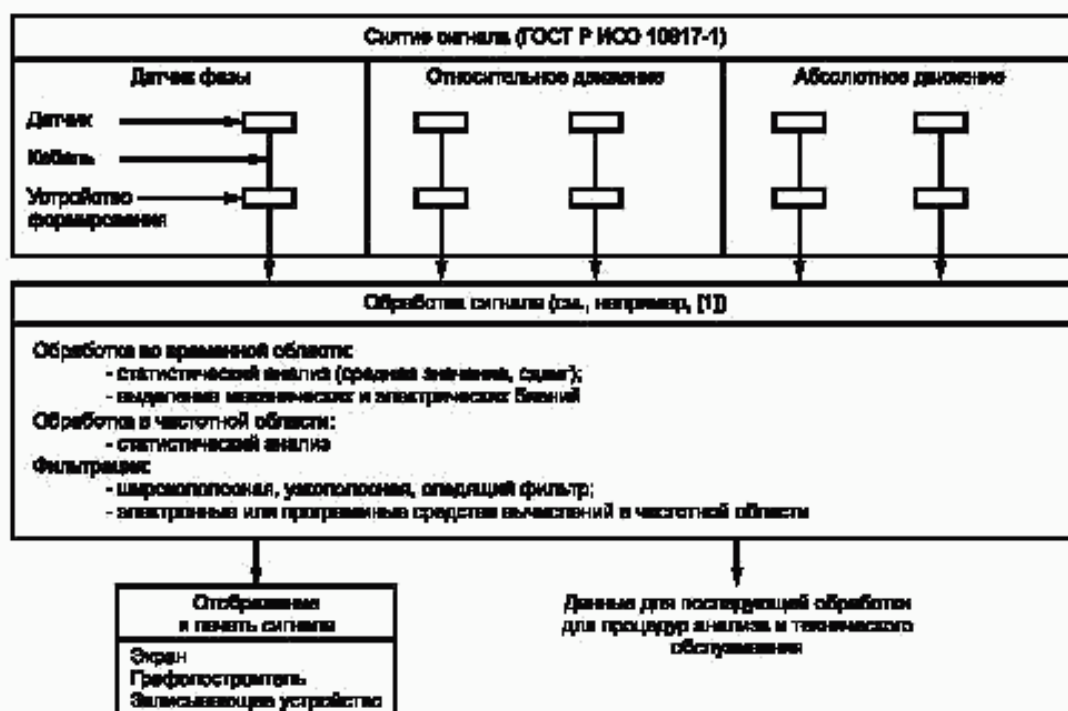 Снятие сигнала (ГОСТ Р ИСО 10817-1)
Датчик фазы
Относительное движение
Абсолютное движение
Датчик
Кабель
Устройство
формирования
Обработка сигнала (см., например, [1])
Обработка во временной области:
- статистический анализ (среднее значение, сдвиг);
- выделение механических и электрических биений
Обработка в частотной области:
- статистический анализ
Фильтрация:
- широкополосная, узкополосная, следящий фильтр;
- электронные или программные средства вычислений в частотной области
Отображение
и печать сигнала
Экран
Графопостроитель
Записывающее устройство
Данные для последующей обработки
для процедур анализа и технического
обслуживания